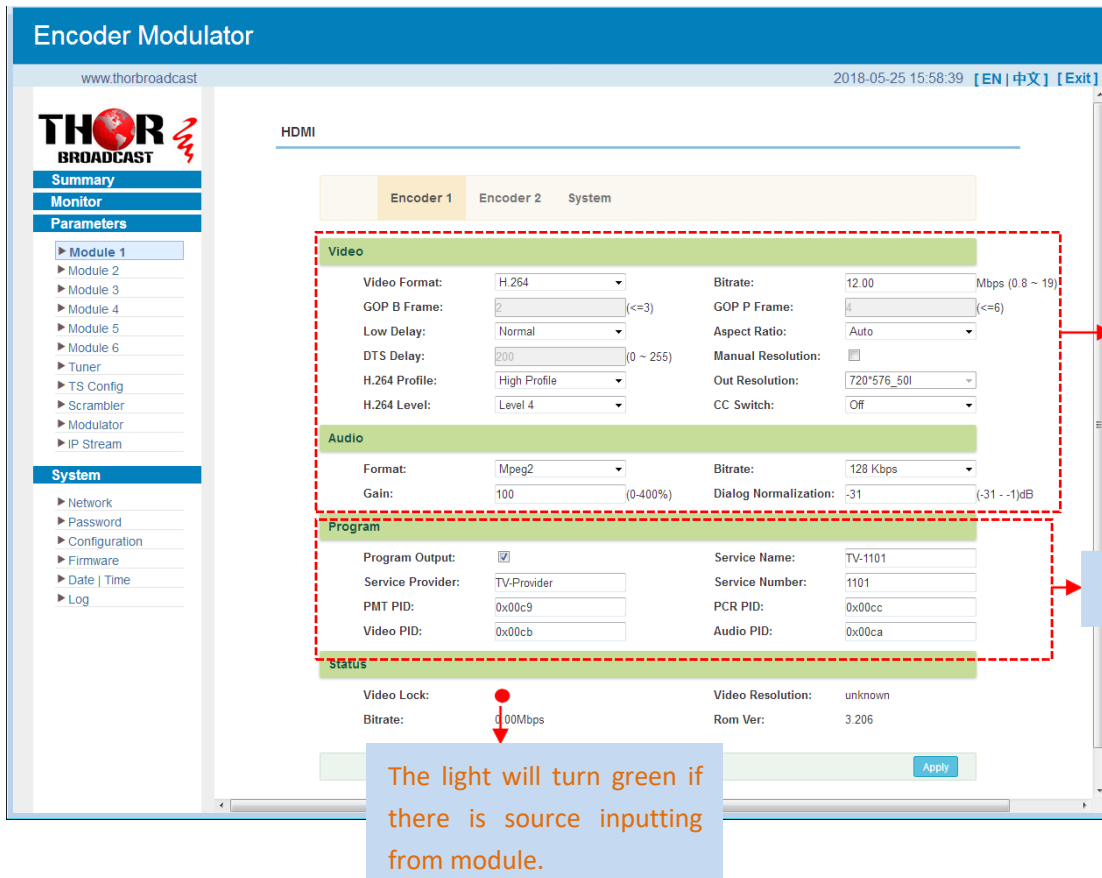 Encoder Modulator
www.thorbroadcast
2018-05-25 15:58:39 [ EN | 中文 ] [ Exit ]
THOR
BROADCAST
Summary
Monitor
Parameters
Module 1
Module 2
Module 3
Module 4
Module 5
Module 6
Tuner
TS Config
Scrambler
Modulator
IP Stream
System
Network
Password
Configuration
Firmware
Date | Time
Log
HDMI
Encoder 1 Encoder 2 System
Video
Video Format: H.264 Bitrate: 12.00 Mbps (0.8 ~ 19)
GOP B Frame: 2 (<=3) GOP P Frame: 4 (<=6)
Low Delay: Normal Aspect Ratio: Auto
DTS Delay: 200 (0 ~ 255) Manual Resolution:
H.264 Profile: High Profile Out Resolution: 720*576_50I
H.264 Level: Level 4 CC Switch: Off
Audio
Format: Mpeg2 Bitrate: 128 Kbps
Gain: 100 (0-400%) Dialog Normalization: -31 (-31 - -1)dB
Program
Program Output: Service Name: TV-1101
Service Provider: TV-Provider Service Number: 1101
PMT PID: 0x00c9 PCR PID: 0x00cc
Video PID: 0x00cb Audio PID: 0x00ca
Status
Video Lock: Video Resolution: unknown
Bitrate: 0.00Mbps Rom Ver: 3.206
Apply
The light will turn green if
there is source inputting
from module.